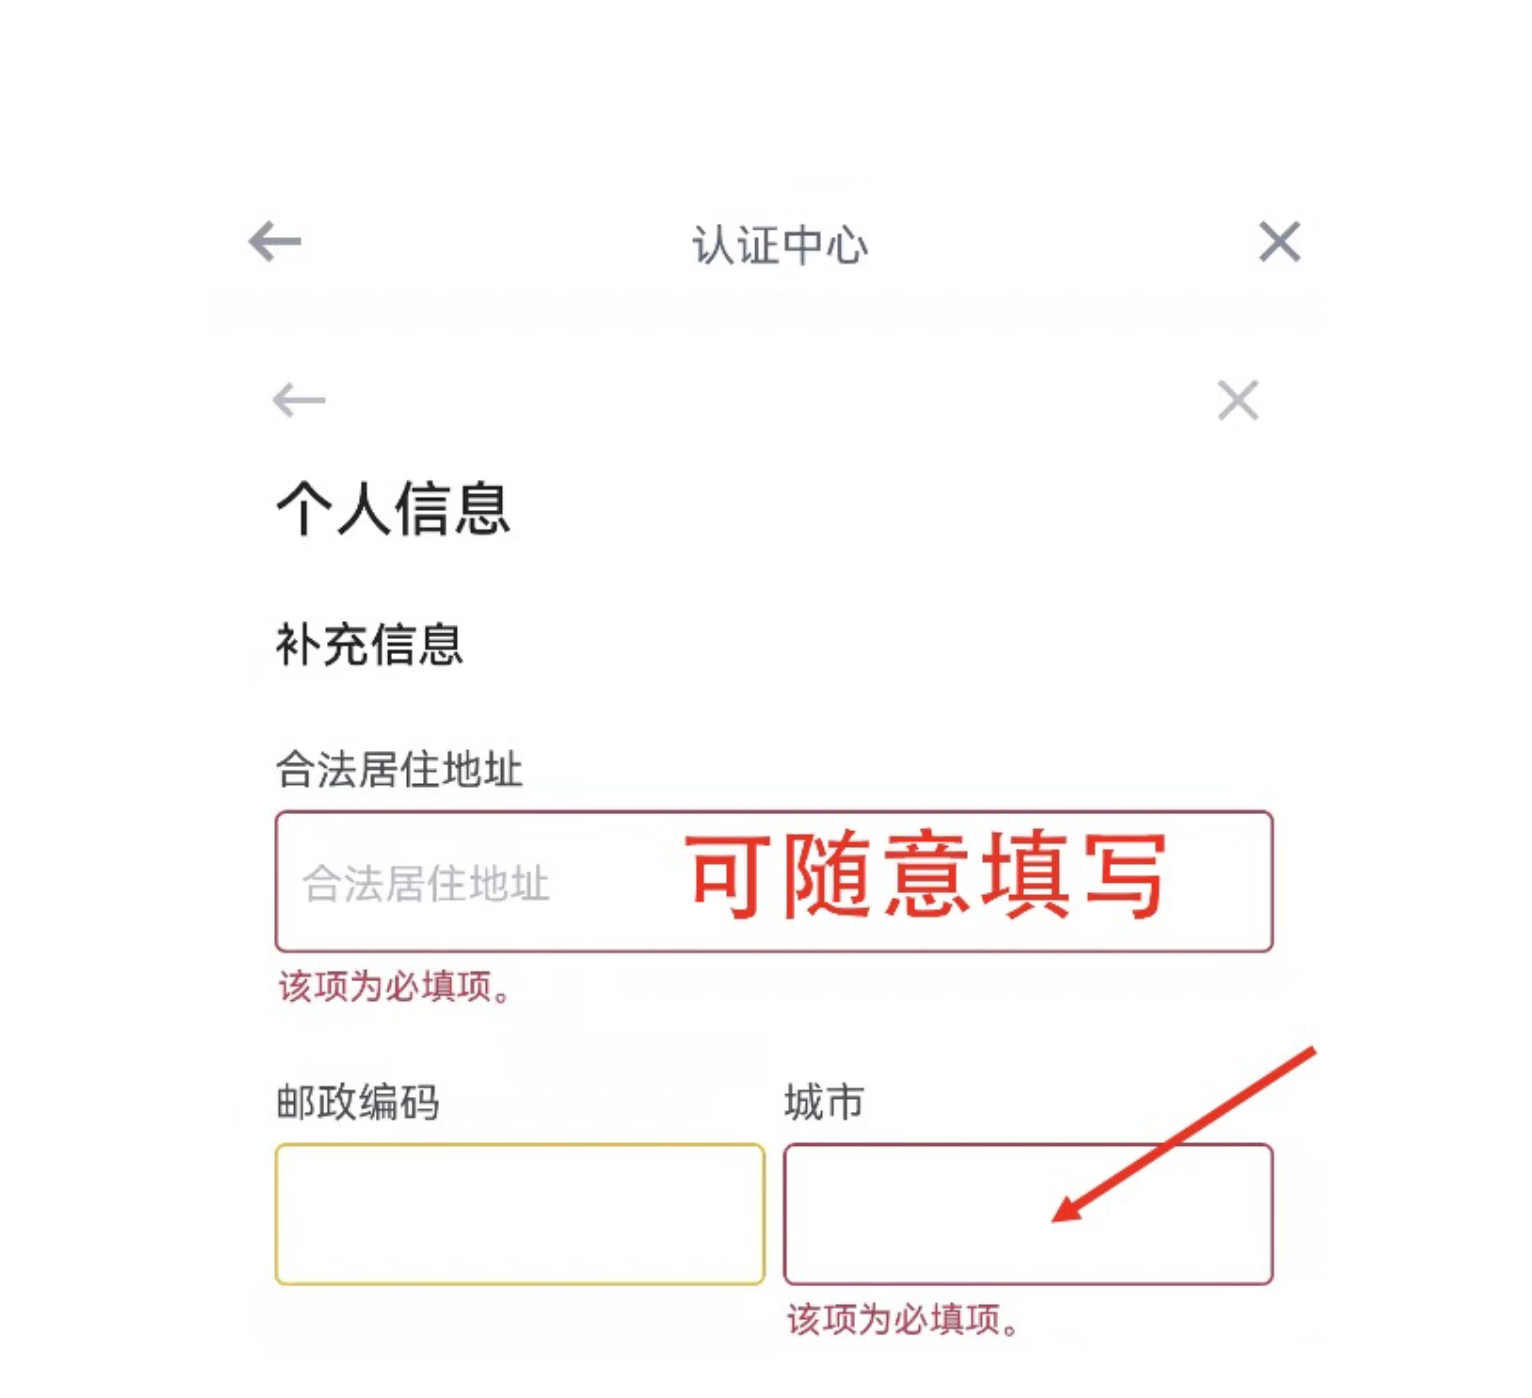 认证中心
个人信息
补充信息
合法居住地址
合法居住地址 可随意填写
该项为必填项。
邮政编码 城市
该项为必填项。